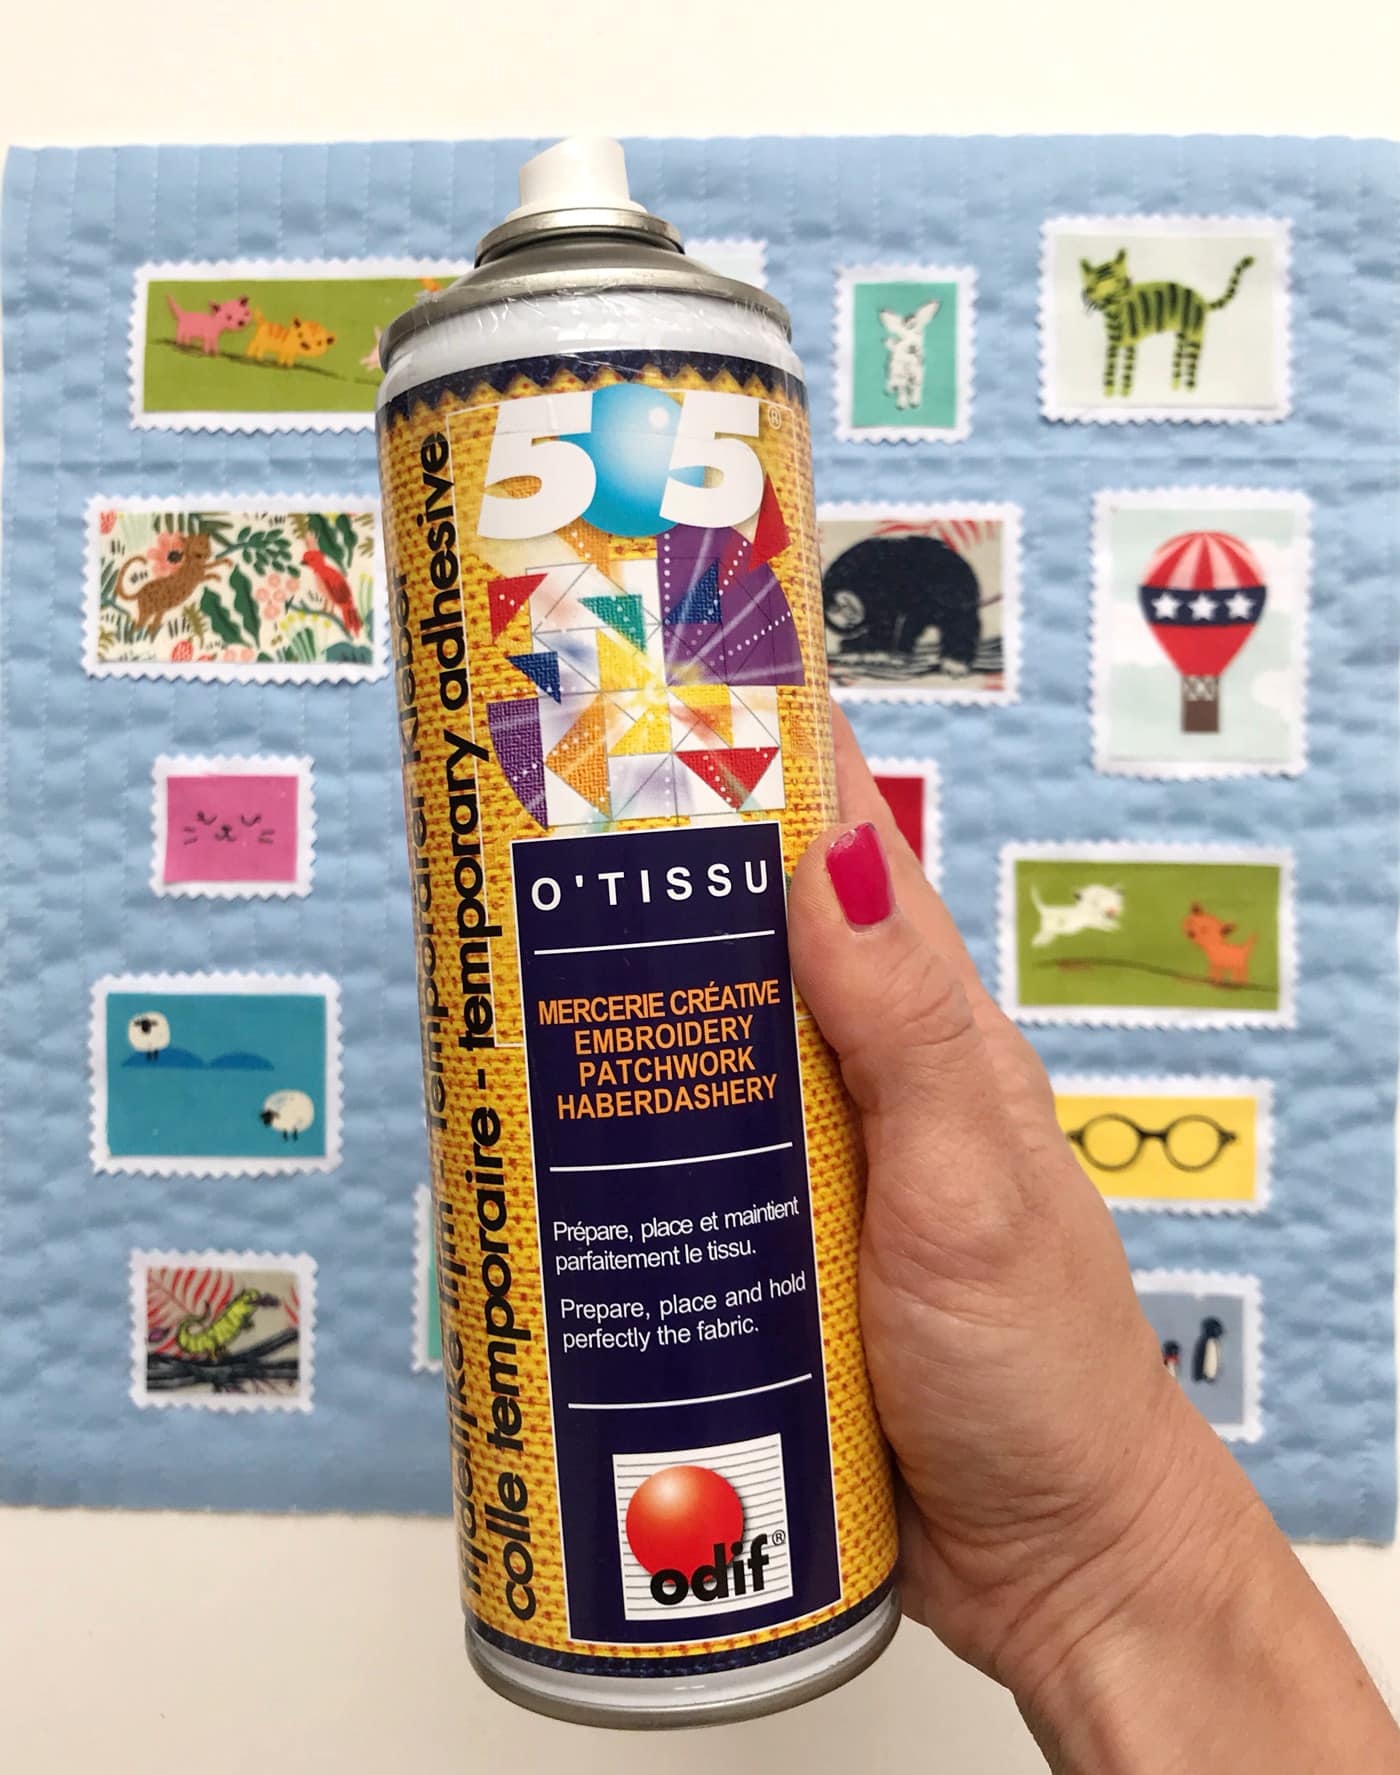 505®
O'TISSU
MERCERIE CRÉATIVE
EMBROIDERY
PATCHWORK
HABERDASHERY
Prépare, place et maintient
parfaitement le tissu.
Prepare, place and hold
perfectly the fabric.
odif®
colle temporaire - temporary adhesive